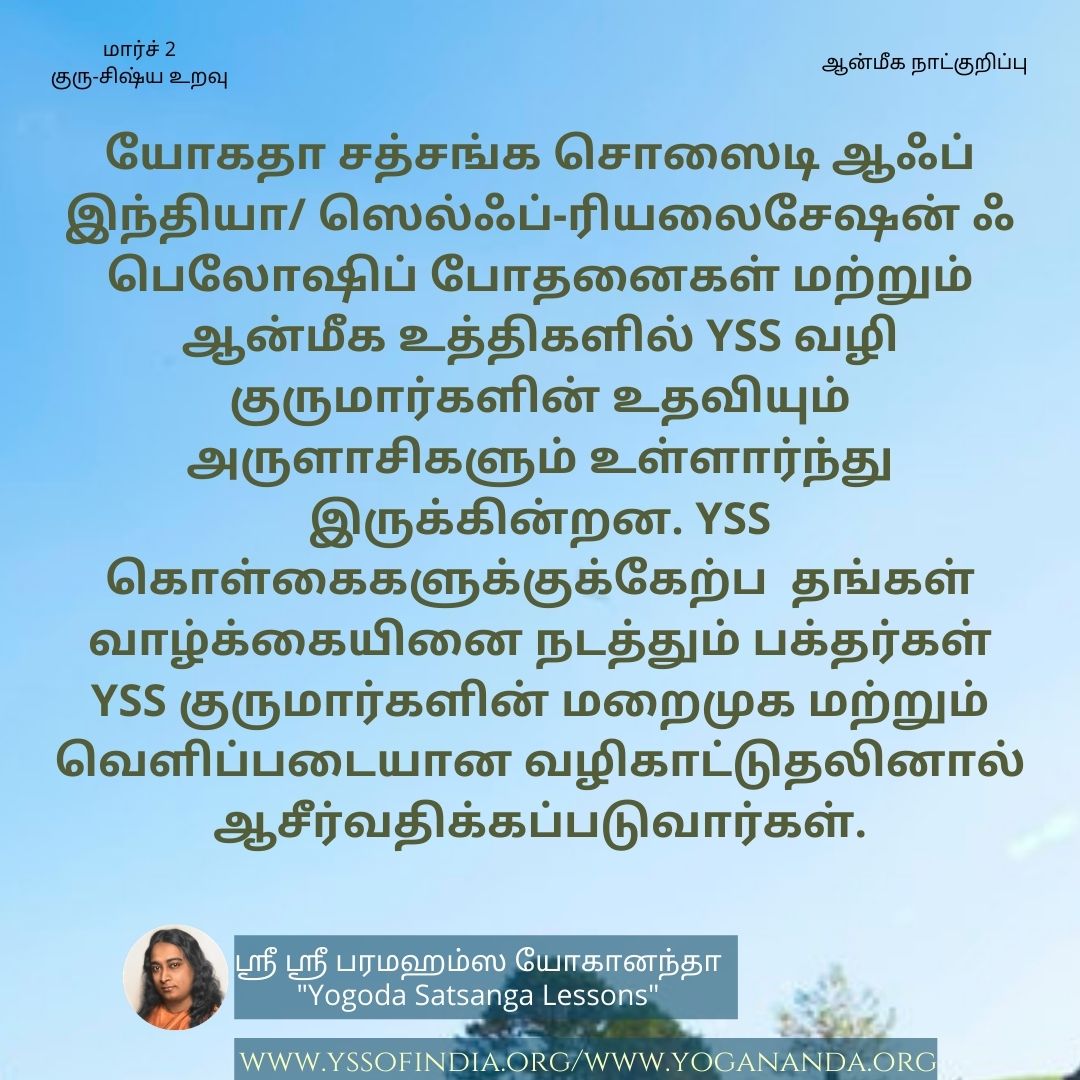 மார்ச் 2
குரு-சிஷ்ய உறவு
ஆன்மீக நாட்குறிப்பு
யோகதா சத்சங்க சொஸைடி ஆஃப்
இந்தியா/ ஸெல்ஃப்-ரியலைசேஷன் ஃ
பெலோஷிப் போதனைகள் மற்றும்
ஆன்மீக உத்திகளில் YSS வழி
குருமார்களின் உதவியும்
அருளாசிகளும் உள்ளார்ந்து
இருக்கின்றன. YSS
கொள்கைகளுக்குக்கேற்ப தங்கள்
வாழ்க்கையினை நடத்தும் பக்தர்கள்
YSS குருமார்களின் மறைமுக மற்றும்
வெளிப்படையான வழிகாட்டுதலினால்
ஆசீர்வதிக்கப்படுவார்கள்.
ஸ்ரீ ஸ்ரீ பரமஹம்ஸ யோகானந்தா
"Yogoda Satsanga Lessons"
WWW.YSSOFINDIA.ORG/WWW.YOGANANDA.ORG